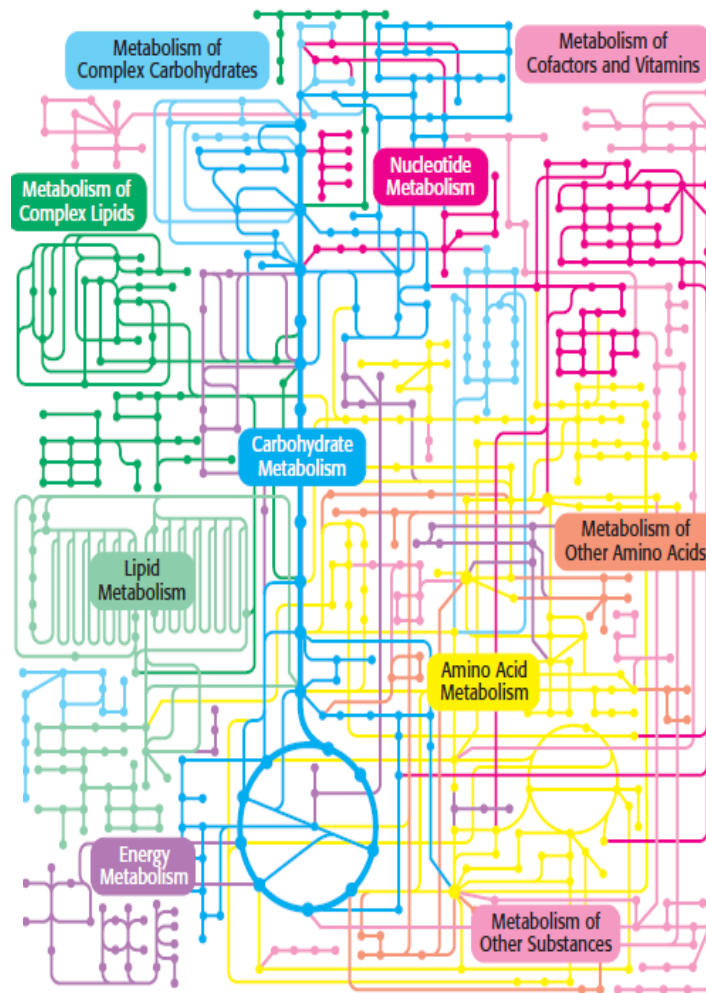 Metabolism of
Complex Carbohydrates
Metabolism of
Cofactors and Vitamins
Nucleotide
Metabolism
Metabolism of
Complex Lipids
Carbohydrate
Metabolism
Metabolism of
Other Amino Acids
Lipid
Metabolism
Amino Acid
Metabolism
Energy
Metabolism
Metabolism of
Other Substances